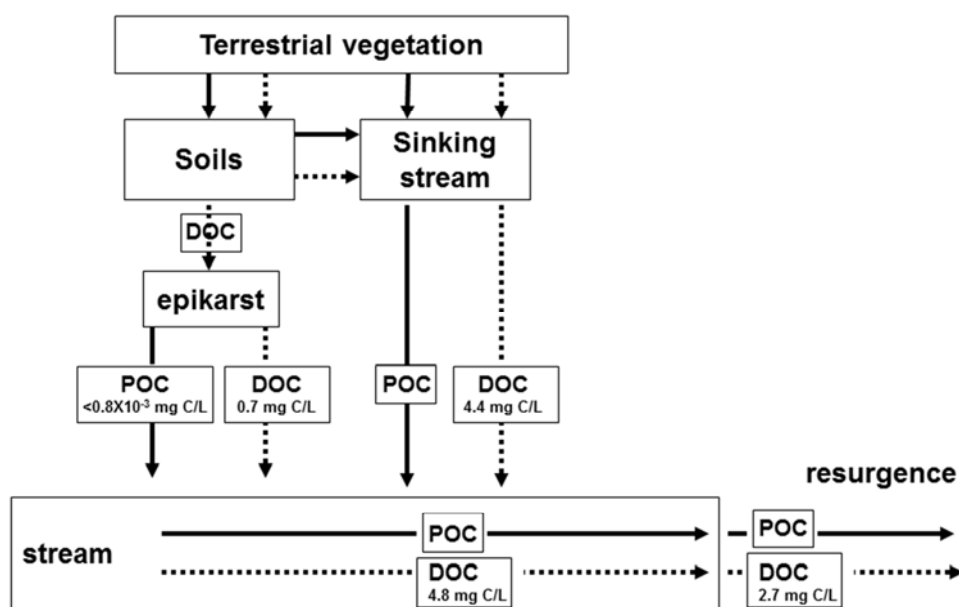 Terrestrial vegetation
Soils
Sinking
stream
DOC
epikarst
POC
<0.8X10⁻³ mg C/L
DOC
0.7 mg C/L
POC
DOC
4.4 mg C/L
resurgence
stream
POC
DOC
4.8 mg C/L
POC
DOC
2.7 mg C/L